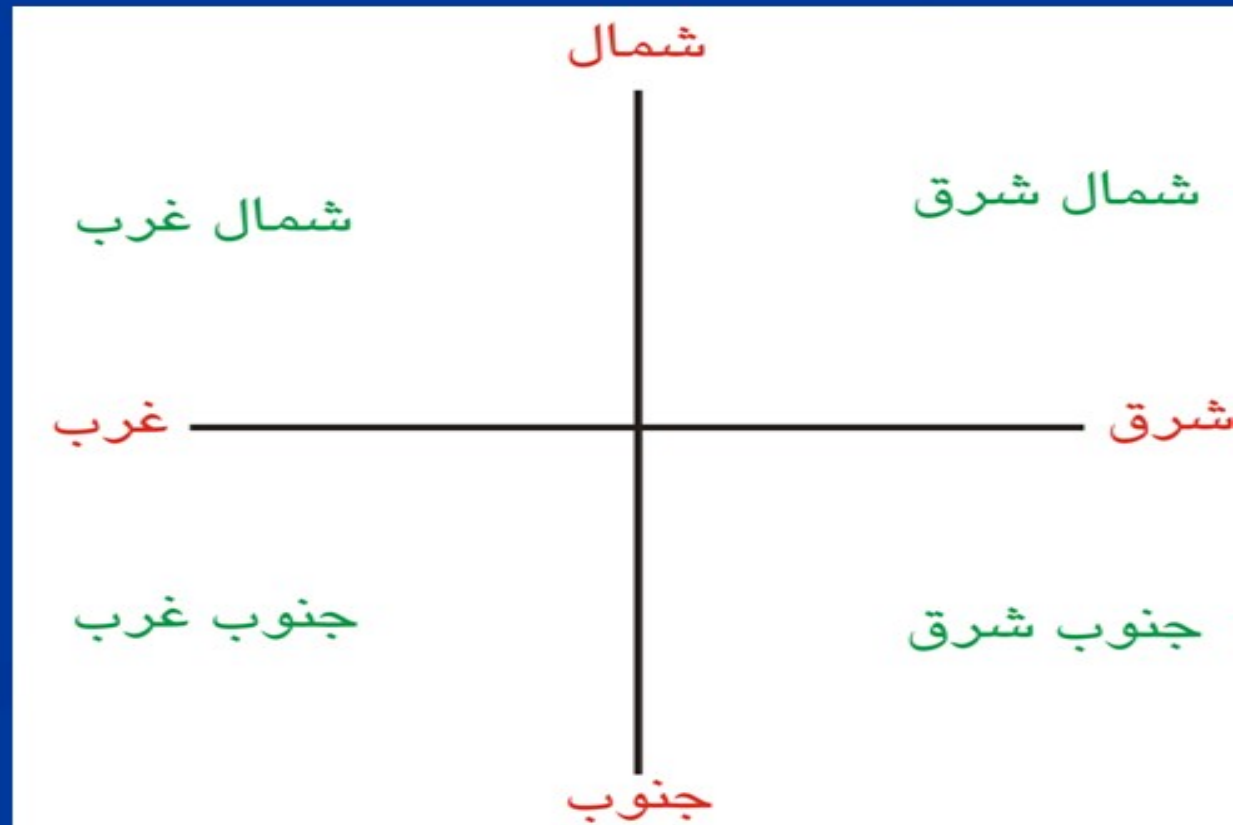 شمال
شمال شرق
شمال غرب
شرق
غرب
جنوب شرق
جنوب غرب
جنوب